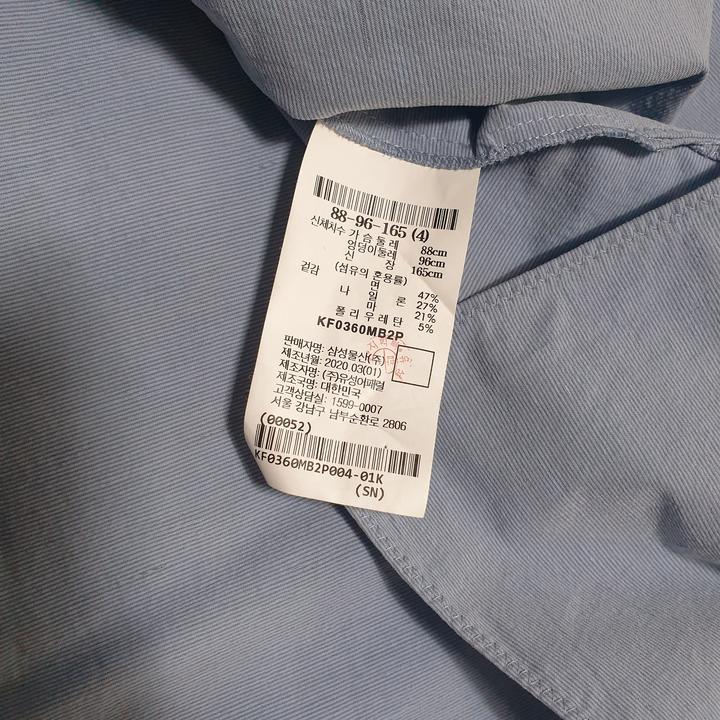 88-96-165 (4)
신체치수 가 슴 둘 레 88cm
엉덩이둘레 96cm
신 장 165cm
겉감 (섬유의 혼용률)
면 47%
나 일 론 27%
마 21%
폴 리 우 레 탄 5%
KF0360MB2P
판매자명: 삼성물산(주)
제조년월: 2020 03(01)
제조자명: (주)유성어패럴
제조국명: 대한민국
고객상담실: 1599-0007
서울 강남구 남부순환로 2806
(00052)
KF0360MB2P004-01K
(SN)